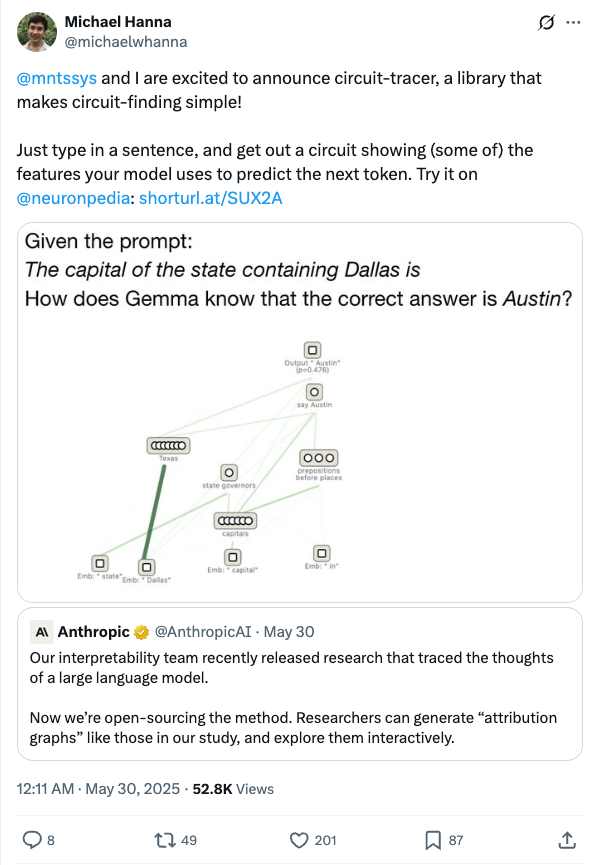 Michael Hanna
@michaelwhanna
@mntssys and I are excited to announce circuit-tracer, a library that
makes circuit-finding simple!
Just type in a sentence, and get out a circuit showing (some of) the
features your model uses to predict the next token. Try it on
@neuronpedia: shorturl.at/SUX2A
Given the prompt:
The capital of the state containing Dallas is
How does Gemma know that the correct answer is Austin?
Output " Austin"
(p=0.476)
say Austin
Texas
state governors
prepositions
before places
capitals
Emb: " state"
Emb: " Dallas"
Emb: " capital"
Emb: " in"
Anthropic @AnthropicAI · May 30
Our interpretability team recently released research that traced the thoughts
of a large language model.
Now we're open-sourcing the method. Researchers can generate “attribution
graphs” like those in our study, and explore them interactively.
12:11 AM · May 30, 2025 · 52.8K Views
8 49 201 87